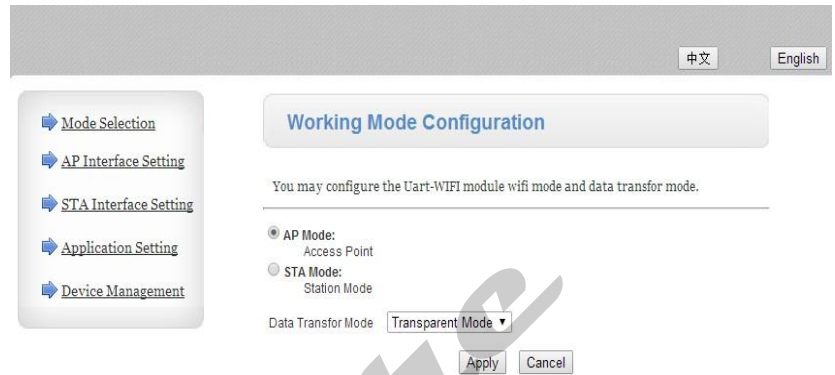 中文
English
Mode Selection
AP Interface Setting
STA Interface Setting
Application Setting
Device Management
Working Mode Configuration
You may configure the Uart-WIFI module wifi mode and data transfor mode.
AP Mode:
Access Point
STA Mode:
Station Mode
Data Transfor Mode Transparent Mode
Apply Cancel